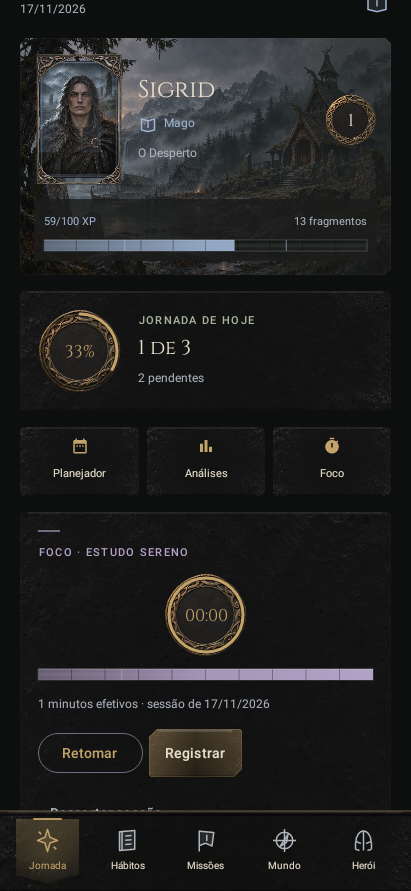 17/11/2026
Sigrid
Mago
1
O Desperto
59/100 XP
13 fragmentos
JORNADA DE HOJE
33%
1 DE 3
2 pendentes
Planejador
Análises
Foco
FOCO · ESTUDO SERENO
00:00
1 minutos efetivos · sessão de 17/11/2026
Retomar
Registrar
Jornada
Hábitos
Missões
Mundo
Herói